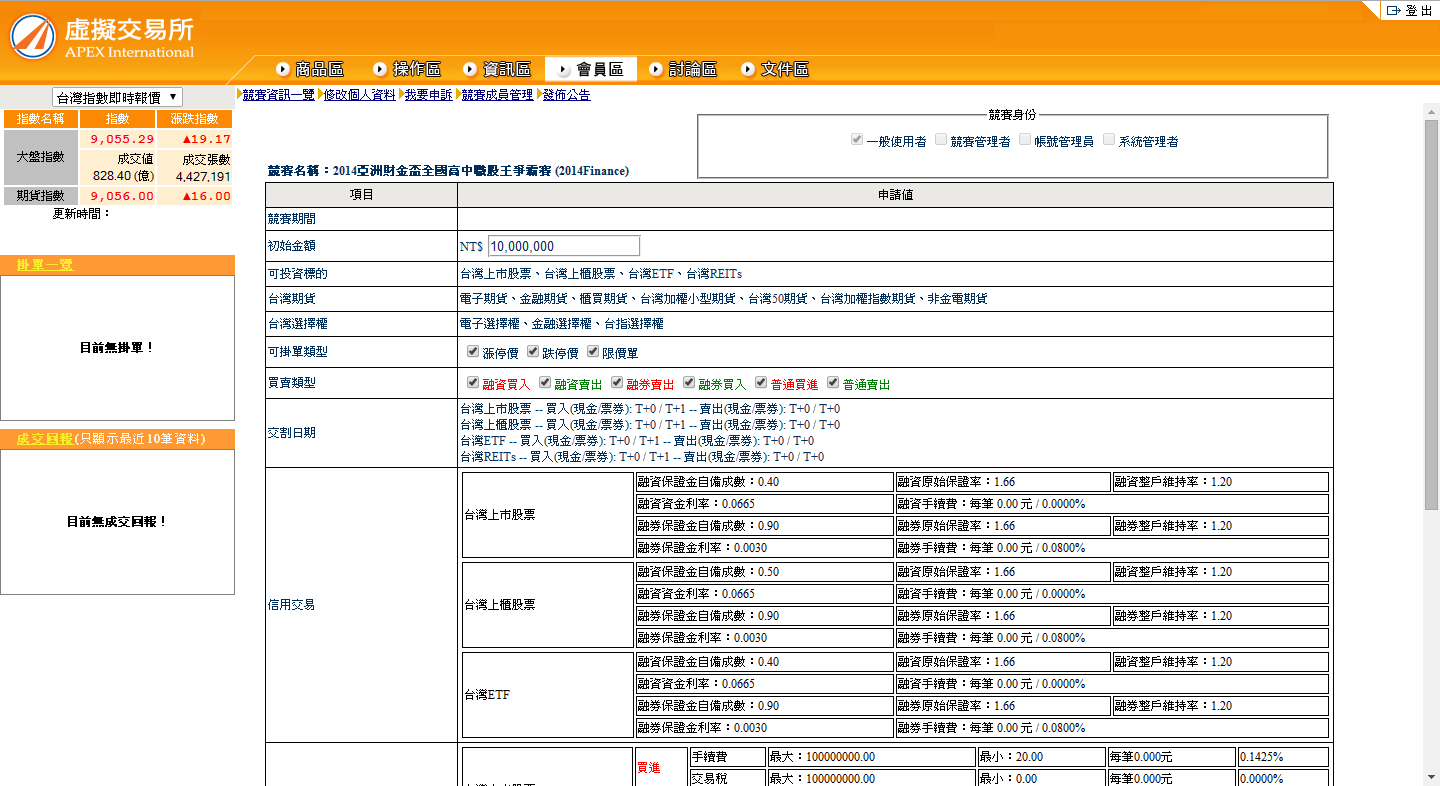 虛擬交易所
APEX International
登 出
商品區 操作區 資訊區 會員區 討論區 文件區
台灣指數即時報價
競賽資訊一覽 修改個人資料 我要申訴 競賽成員管理 發佈公告
指數名稱 指數 漲跌指數
大盤指數 9,055.29 ▲19.17
成交值 成交張數
828.40 (億) 4,427,191
期貨指數 9,056.00 ▲16.00
更新時間：
掛單一覽
目前無掛單！
成交回報(只顯示最近10筆資料)
目前無成交回報！
競賽身份
一般使用者 競賽管理者 帳號管理員 系統管理者
競賽名稱：2014亞洲財金盃全國高中職股王爭霸賽 (2014Finance)
項目 申請值
競賽期間
初始金額 NT$ 10,000,000
可投資標的 台灣上市股票、台灣上櫃股票、台灣ETF、台灣REITs
台灣期貨 電子期貨、金融期貨、櫃買期貨、台灣加權小型期貨、台灣50期貨、台灣加權指數期貨、非金電期貨
台灣選擇權 電子選擇權、金融選擇權、台指選擇權
可掛單類型 漲停價 跌停價 限價單
買賣類型 融資買入 融資賣出 融券賣出 融券買入 普通買進 普通賣出
交割日期
台灣上市股票 -- 買入(現金/票券): T+0 / T+1 -- 賣出(現金/票券): T+0 / T+0
台灣上櫃股票 -- 買入(現金/票券): T+0 / T+1 -- 賣出(現金/票券): T+0 / T+0
台灣ETF -- 買入(現金/票券): T+0 / T+1 -- 賣出(現金/票券): T+0 / T+0
台灣REITs -- 買入(現金/票券): T+0 / T+1 -- 賣出(現金/票券): T+0 / T+0
信用交易
台灣上市股票
融資保證金自備成數：0.40 融資原始保證率：1.66 融資整戶維持率：1.20
融資資金利率：0.0665 融資手續費：每筆 0.00 元 / 0.0000%
融券保證金自備成數：0.90 融券原始保證率：1.66 融券整戶維持率：1.20
融券保證金利率：0.0030 融券手續費：每筆 0.00 元 / 0.0800%
台灣上櫃股票
融資保證金自備成數：0.50 融資原始保證率：1.66 融資整戶維持率：1.20
融資資金利率：0.0665 融資手續費：每筆 0.00 元 / 0.0000%
融券保證金自備成數：0.90 融券原始保證率：1.66 融券整戶維持率：1.20
融券保證金利率：0.0030 融券手續費：每筆 0.00 元 / 0.0800%
台灣ETF
融資保證金自備成數：0.40 融資原始保證率：1.66 融資整戶維持率：1.20
融資資金利率：0.0665 融資手續費：每筆 0.00 元 / 0.0000%
融券保證金自備成數：0.90 融券原始保證率：1.66 融券整戶維持率：1.20
融券保證金利率：0.0030 融券手續費：每筆 0.00 元 / 0.0800%
買進
手續費 最大：100000000.00 最小：20.00 每筆0.000元 0.1425%
交易稅 最大：100000000.00 最小：0.00 每筆0.000元 0.0000%